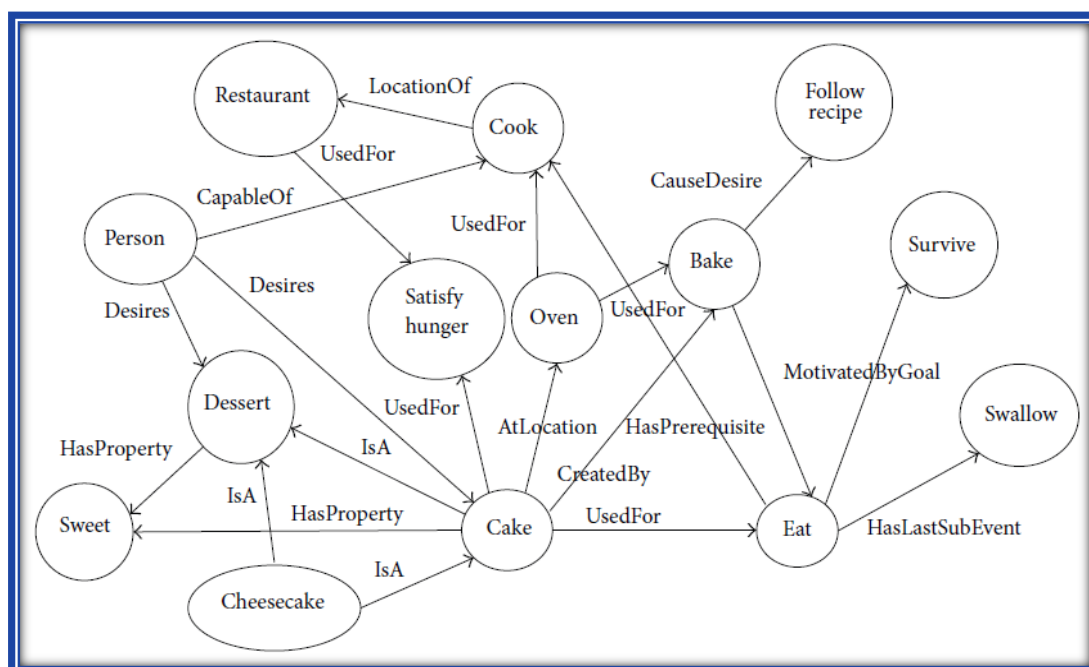 LocationOf
Restaurant
Follow
recipe
Cook
UsedFor
CauseDesire
CapableOf
UsedFor
Person
Survive
Bake
Desires
Satisfy
hunger
Desires
Oven
UsedFor
MotivatedByGoal
Dessert
UsedFor
Swallow
AtLocation
HasPrerequisite
HasProperty
IsA
CreatedBy
IsA
HasProperty
UsedFor
Sweet
Cake
Eat
HasLastSubEvent
IsA
Cheesecake